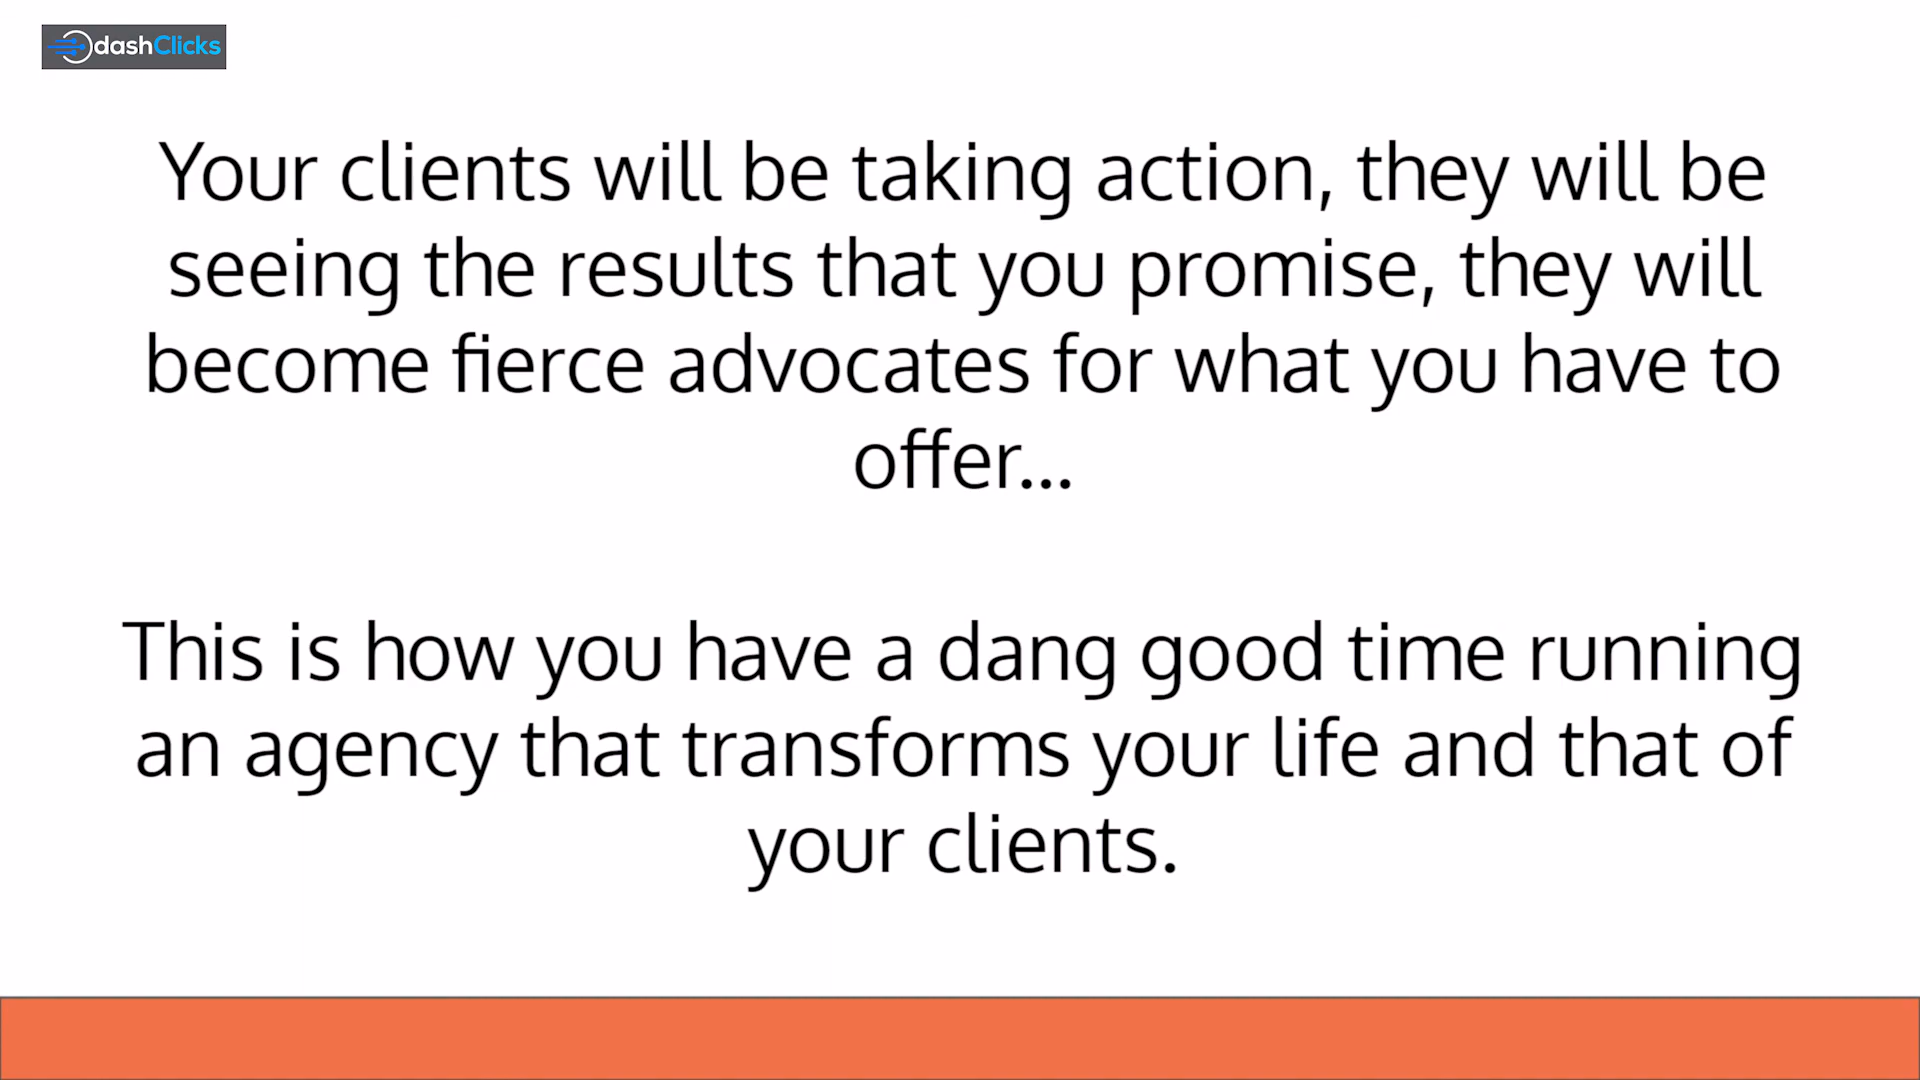 dashClicks
Your clients will be taking action, they will be
seeing the results that you promise, they will
become fierce advocates for what you have to
offer...
This is how you have a dang good time running
an agency that transforms your life and that of
your clients.